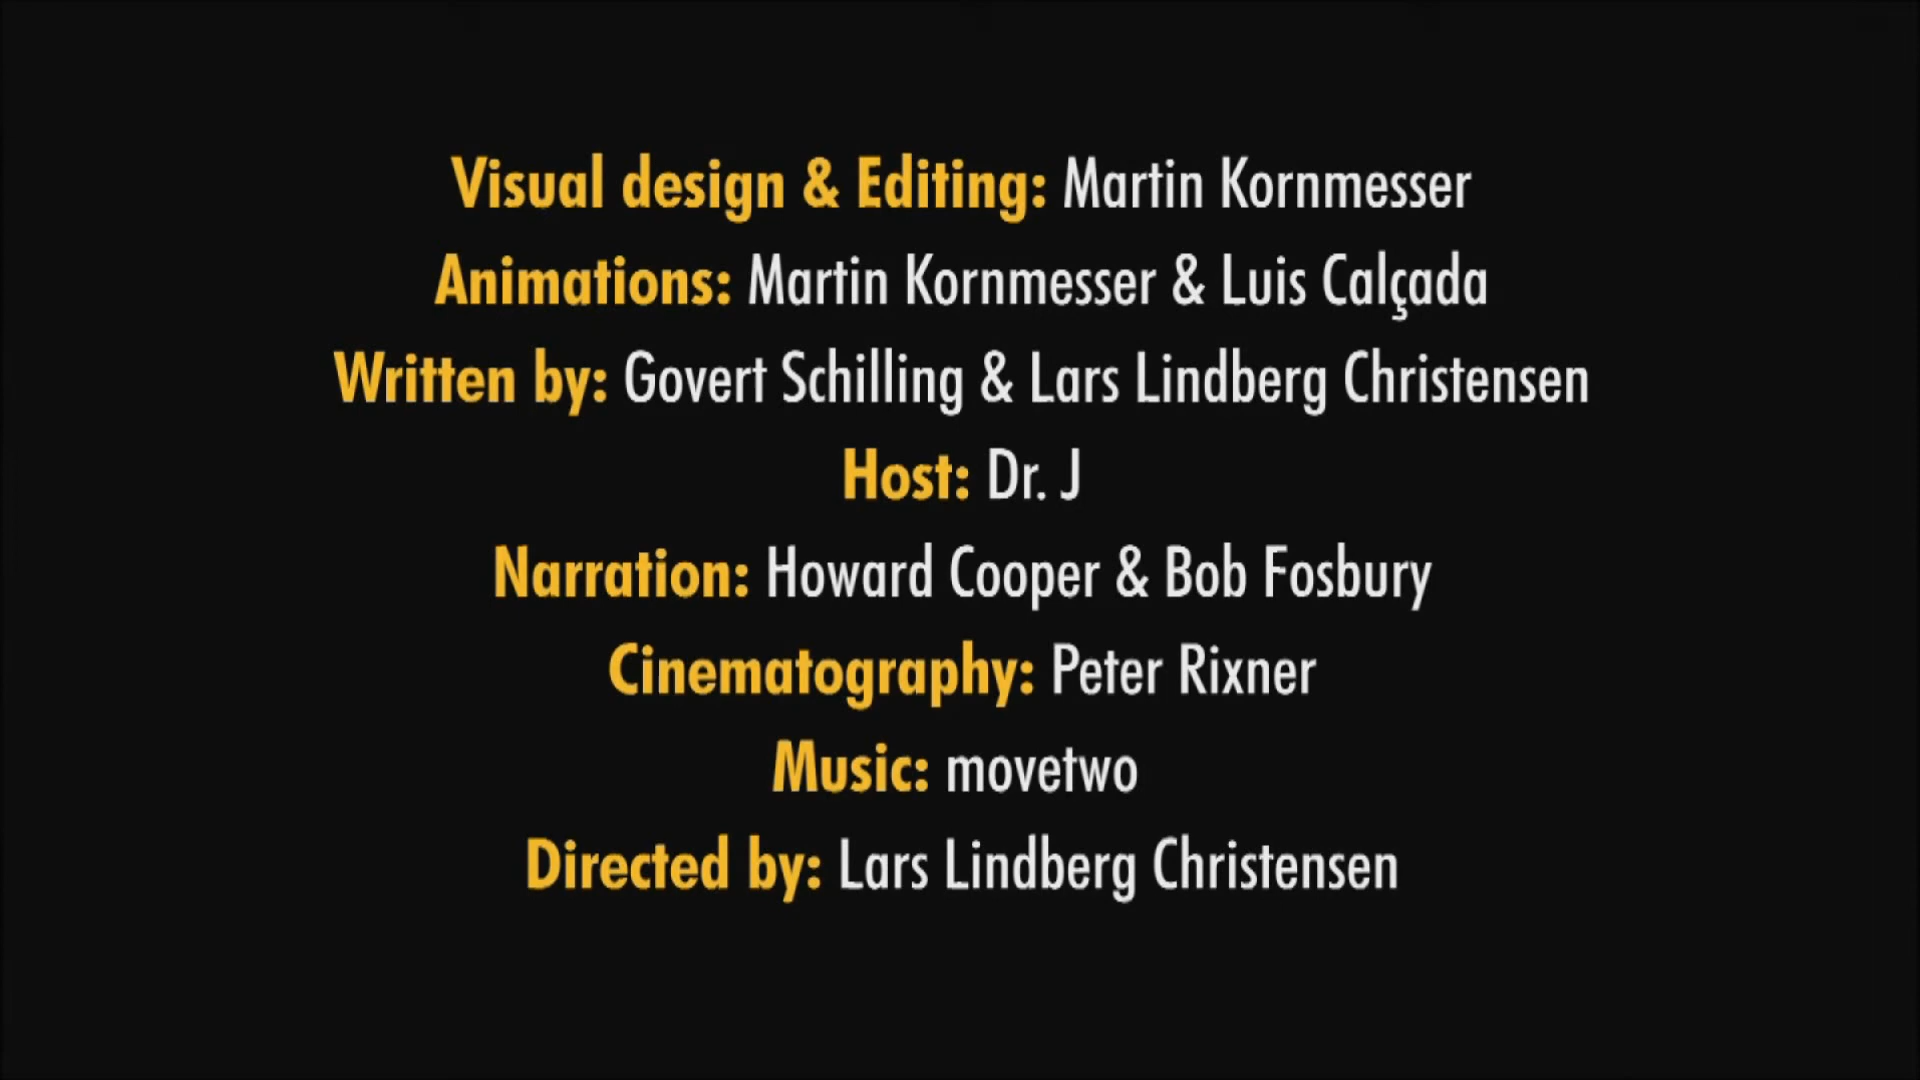 Visual design & Editing: Martin Kornmesser
Animations: Martin Kornmesser & Luis Calçada
Written by: Govert Schilling & Lars Lindberg Christensen
Host: Dr. J
Narration: Howard Cooper & Bob Fosbury
Cinematography: Peter Rixner
Music: movetwo
Directed by: Lars Lindberg Christensen